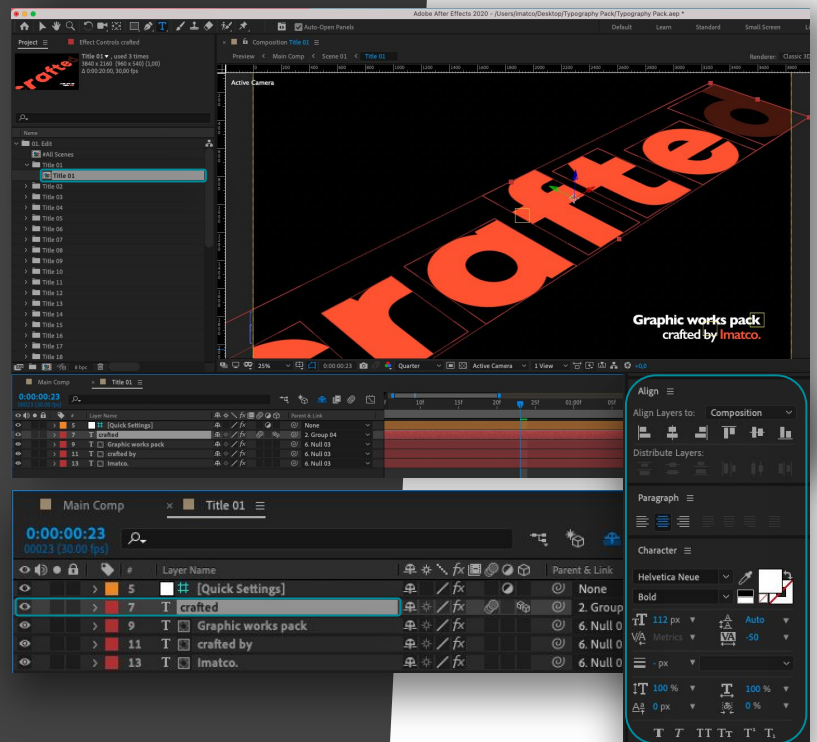 Adobe After Effects 2020 - /Users/imatco/Desktop/Typography Pack/Typography Pack.aep *
Auto-Open Panels
Default Learn Standard Small Screen
Project Effect Controls crafted
Composition Title 01
Preview Main Comp Scene 01 Title 01
Renderer: Classic 3D
Title 01, used 3 times
3840 x 2160 (960 x 540) (1,00)
Δ 0:00:20:00, 30,00 fps
Active Camera
Name
01. Edit
#All Scenes
Title 01
Title 01
Title 02
Title 03
Title 04
Title 05
Title 06
Title 07
Title 08
Title 09
Title 10
Title 11
Title 12
Title 13
Title 14
Title 15
Title 16
Title 17
Title 18
crafted
Graphic works pack
crafted by Imatco.
8 bpc
25% 0:00:00:23 Quarter Active Camera 1 View +0,0
Main Comp Title 01
0:00:00:23
00023 (30.00 fps)
10f 15f 20f 25f 01:00f 05f
# Layer Name Parent & Link
5 [Quick Settings] None
7 T crafted 2. Group 04
9 T Graphic works pack 6. Null 03
11 T crafted by 6. Null 03
13 T Imatco. 6. Null 03
Main Comp Title 01
0:00:00:23
00023 (30.00 fps)
# Layer Name Parent & Link
5 [Quick Settings] None
7 T crafted 2. Group
9 T Graphic works pack 6. Null 0
11 T crafted by 6. Null 0
13 T Imatco. 6. Null 0
Align
Align Layers to: Composition
Distribute Layers:
Paragraph
Character
Helvetica Neue
Bold
112 px Auto
Metrics -50
- px
100 % 100 %
0 px 0 %
T T TT Tт T¹ T₁